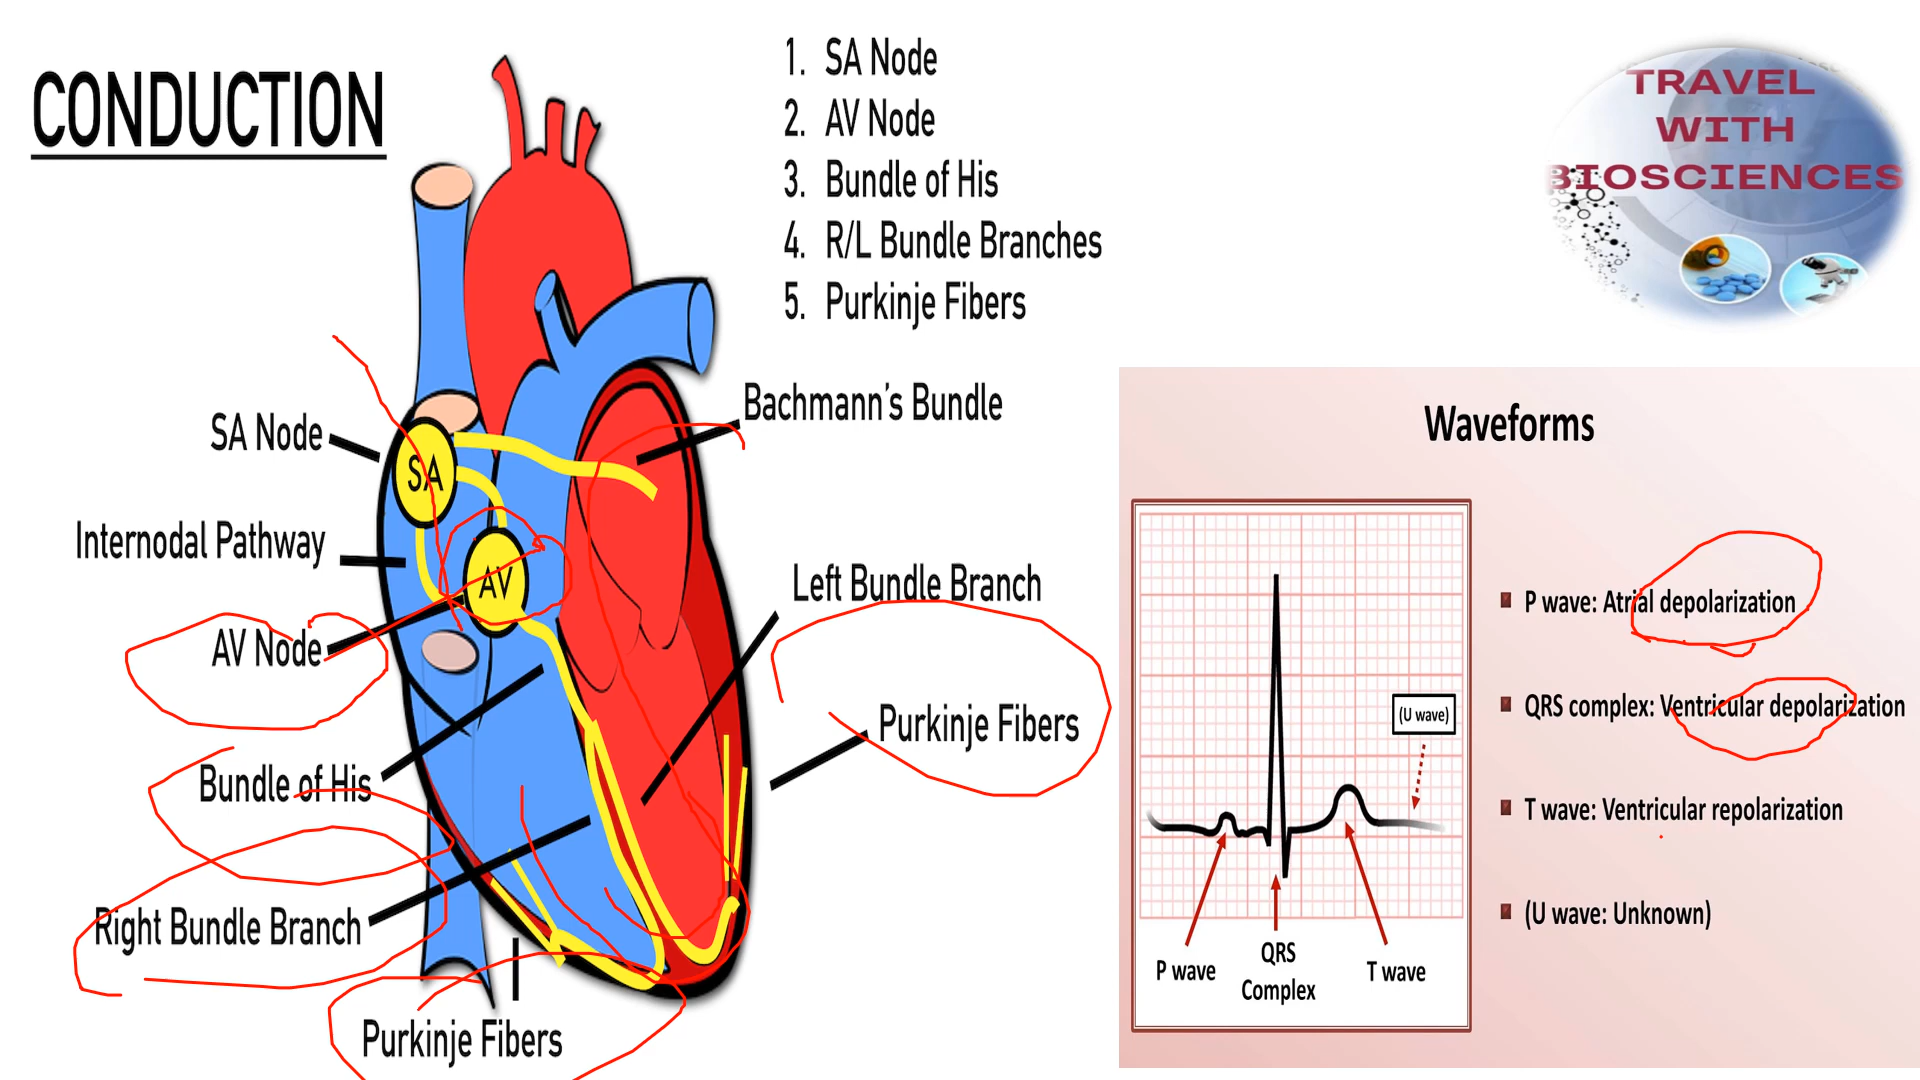 CONDUCTION
1. SA Node
2. AV Node
3. Bundle of His
4. R/L Bundle Branches
5. Purkinje Fibers
TRAVEL
WITH
BIOSCIENCES
SA Node
Internodal Pathway
AV Node
Bundle of His
Right Bundle Branch
Purkinje Fibers
SA
AV
Bachmann's Bundle
Left Bundle Branch
Purkinje Fibers
Waveforms
(U wave)
P wave
QRS
Complex
T wave
P wave: Atrial depolarization
QRS complex: Ventricular depolarization
T wave: Ventricular repolarization
(U wave: Unknown)